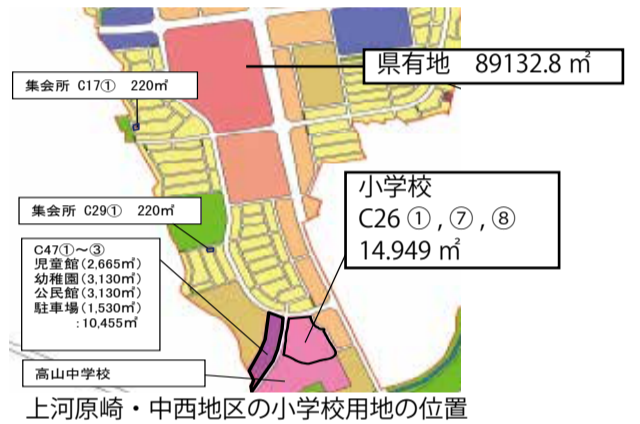 県有地　89132.8 ㎡
集会所 C17①　220㎡
小学校
C26 ① , ⑦ , ⑧
14.949 ㎡
集会所 C29①　220㎡
C47①～③
児童館(2,665㎡)
幼稚園(3,130㎡)
公民館(3,130㎡)
駐車場(1,530㎡)
:10,455㎡
高山中学校
上河原崎・中西地区の小学校用地の位置